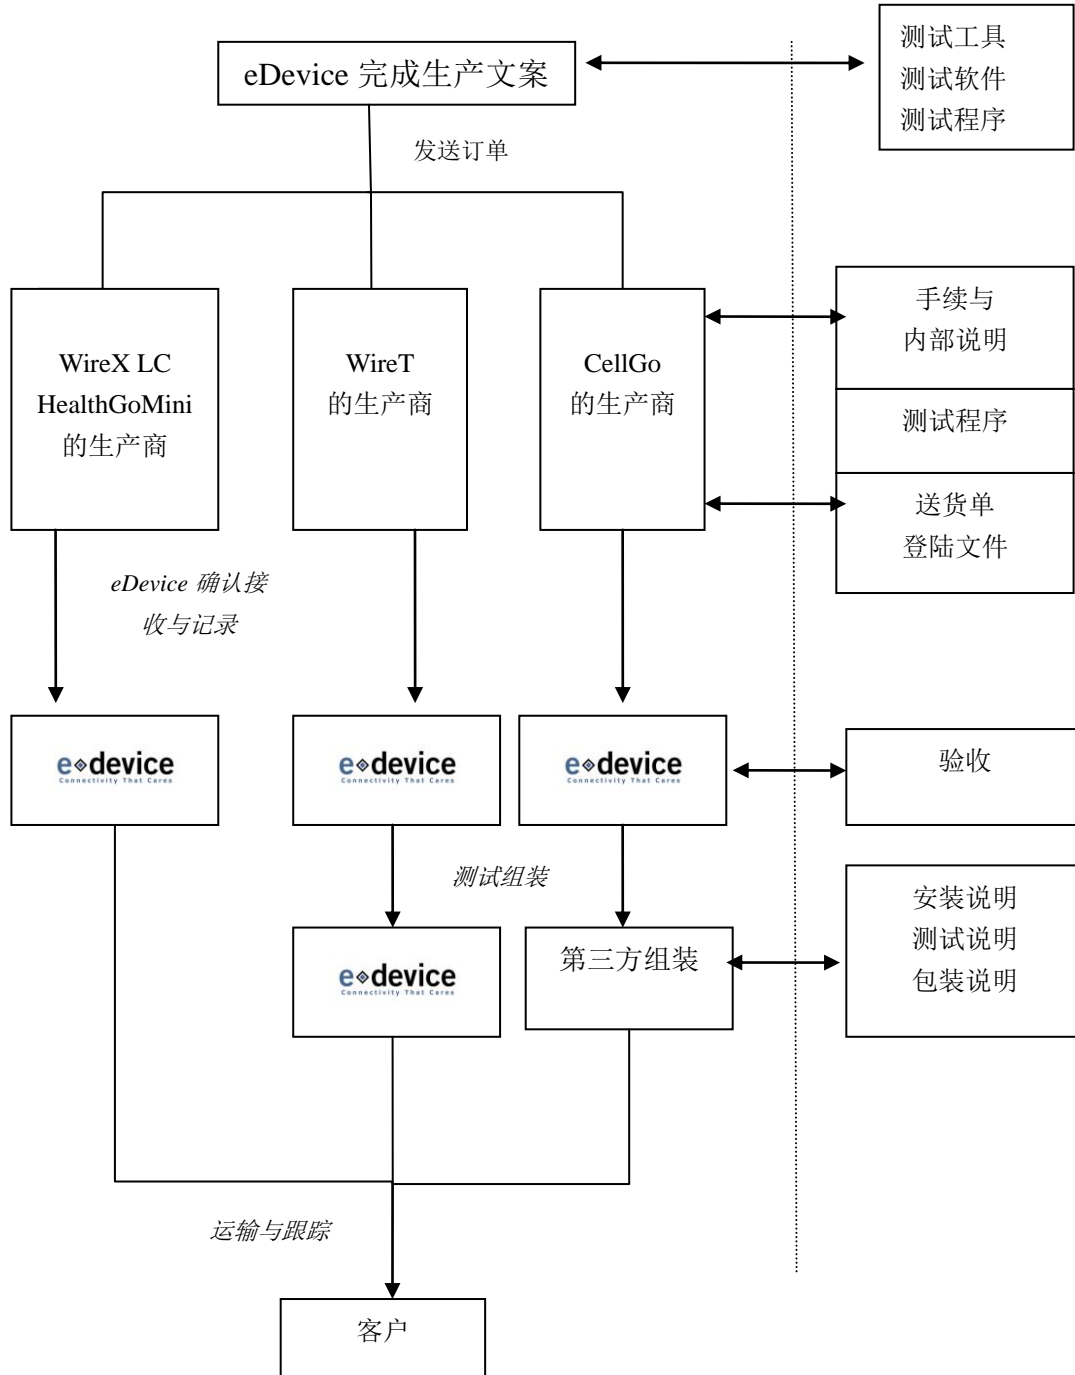 测试工具
测试软件
测试程序
eDevice 完成生产文案
发送订单
WireX LC
HealthGoMini
的生产商
WireT
的生产商
CellGo
的生产商
手续与
内部说明
测试程序
送货单
登陆文件
eDevice 确认接
收与记录
e device
Connectivity That Cares
e device
Connectivity That Cares
e device
Connectivity That Cares
验收
测试组装
e device
Connectivity That Cares
第三方组装
安装说明
测试说明
包装说明
运输与跟踪
客户